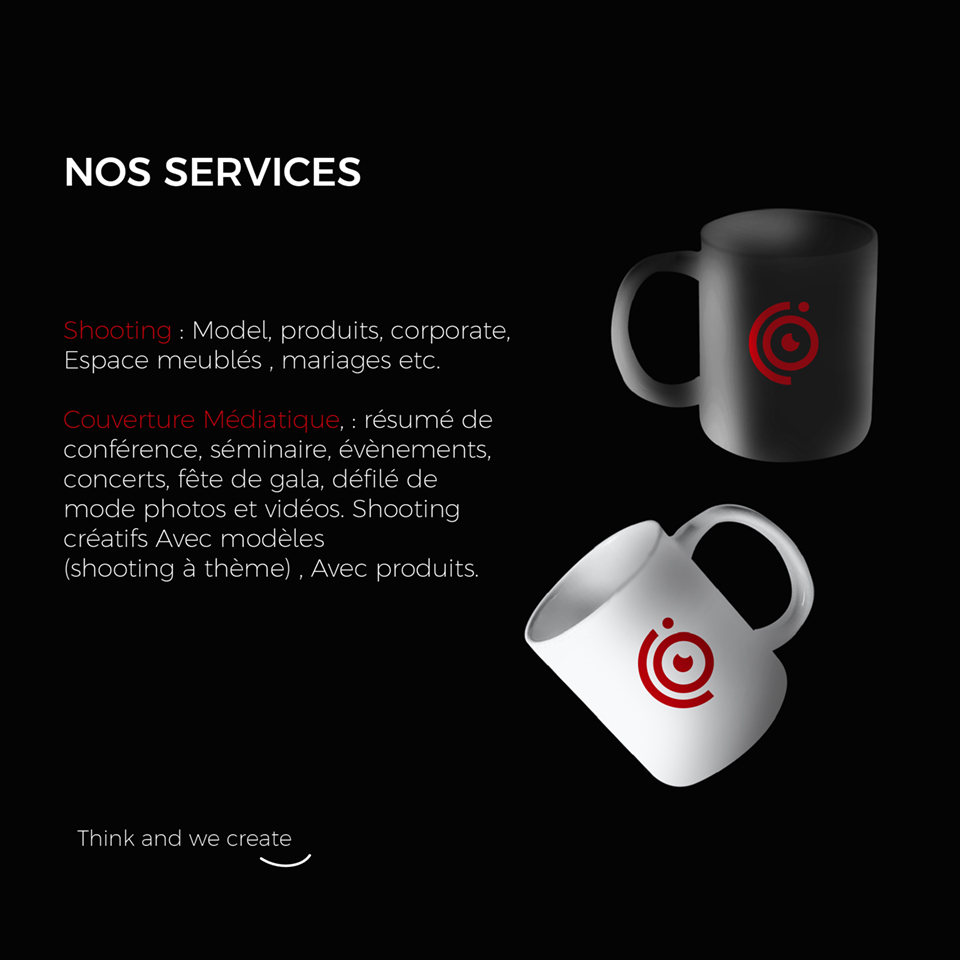 NOS SERVICES
Shooting : Model, produits, corporate,
Espace meublés , mariages etc.
Couverture Médiatique, : résumé de
conférence, séminaire, évènements,
concerts, fête de gala, défilé de
mode photos et vidéos. Shooting
créatifs Avec modèles
(shooting à thème) , Avec produits.
Think and we create